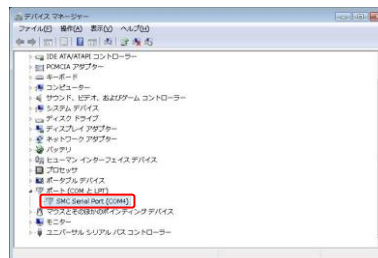 デバイス マネージャー
ファイル(F) 操作(A) 表示(V) ヘルプ(H)
IDE ATA/ATAPI コントローラー
PCMCIA アダプター
キーボード
コンピューター
サウンド、ビデオ、およびゲーム コントローラー
システム デバイス
ディスク ドライブ
ディスプレイ アダプター
ネットワーク アダプター
バッテリ
ヒューマン インターフェイス デバイス
プロセッサ
ポータブル デバイス
ポート (COM と LPT)
SMC Serial Port (COM4)
マウスとそのほかのポインティング デバイス
モニター
ユニバーサル シリアル バス コントローラー